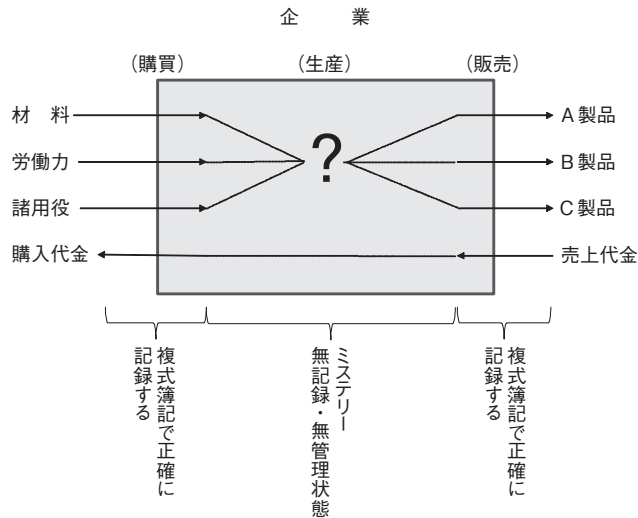 企　業
（購買）
（生産）
（販売）
材　料
労働力
諸用役
購入代金
?
A製品
B製品
C製品
売上代金
複式簿記で正確に
記録する
ミステリー
無記録・無管理状態
複式簿記で正確に
記録する